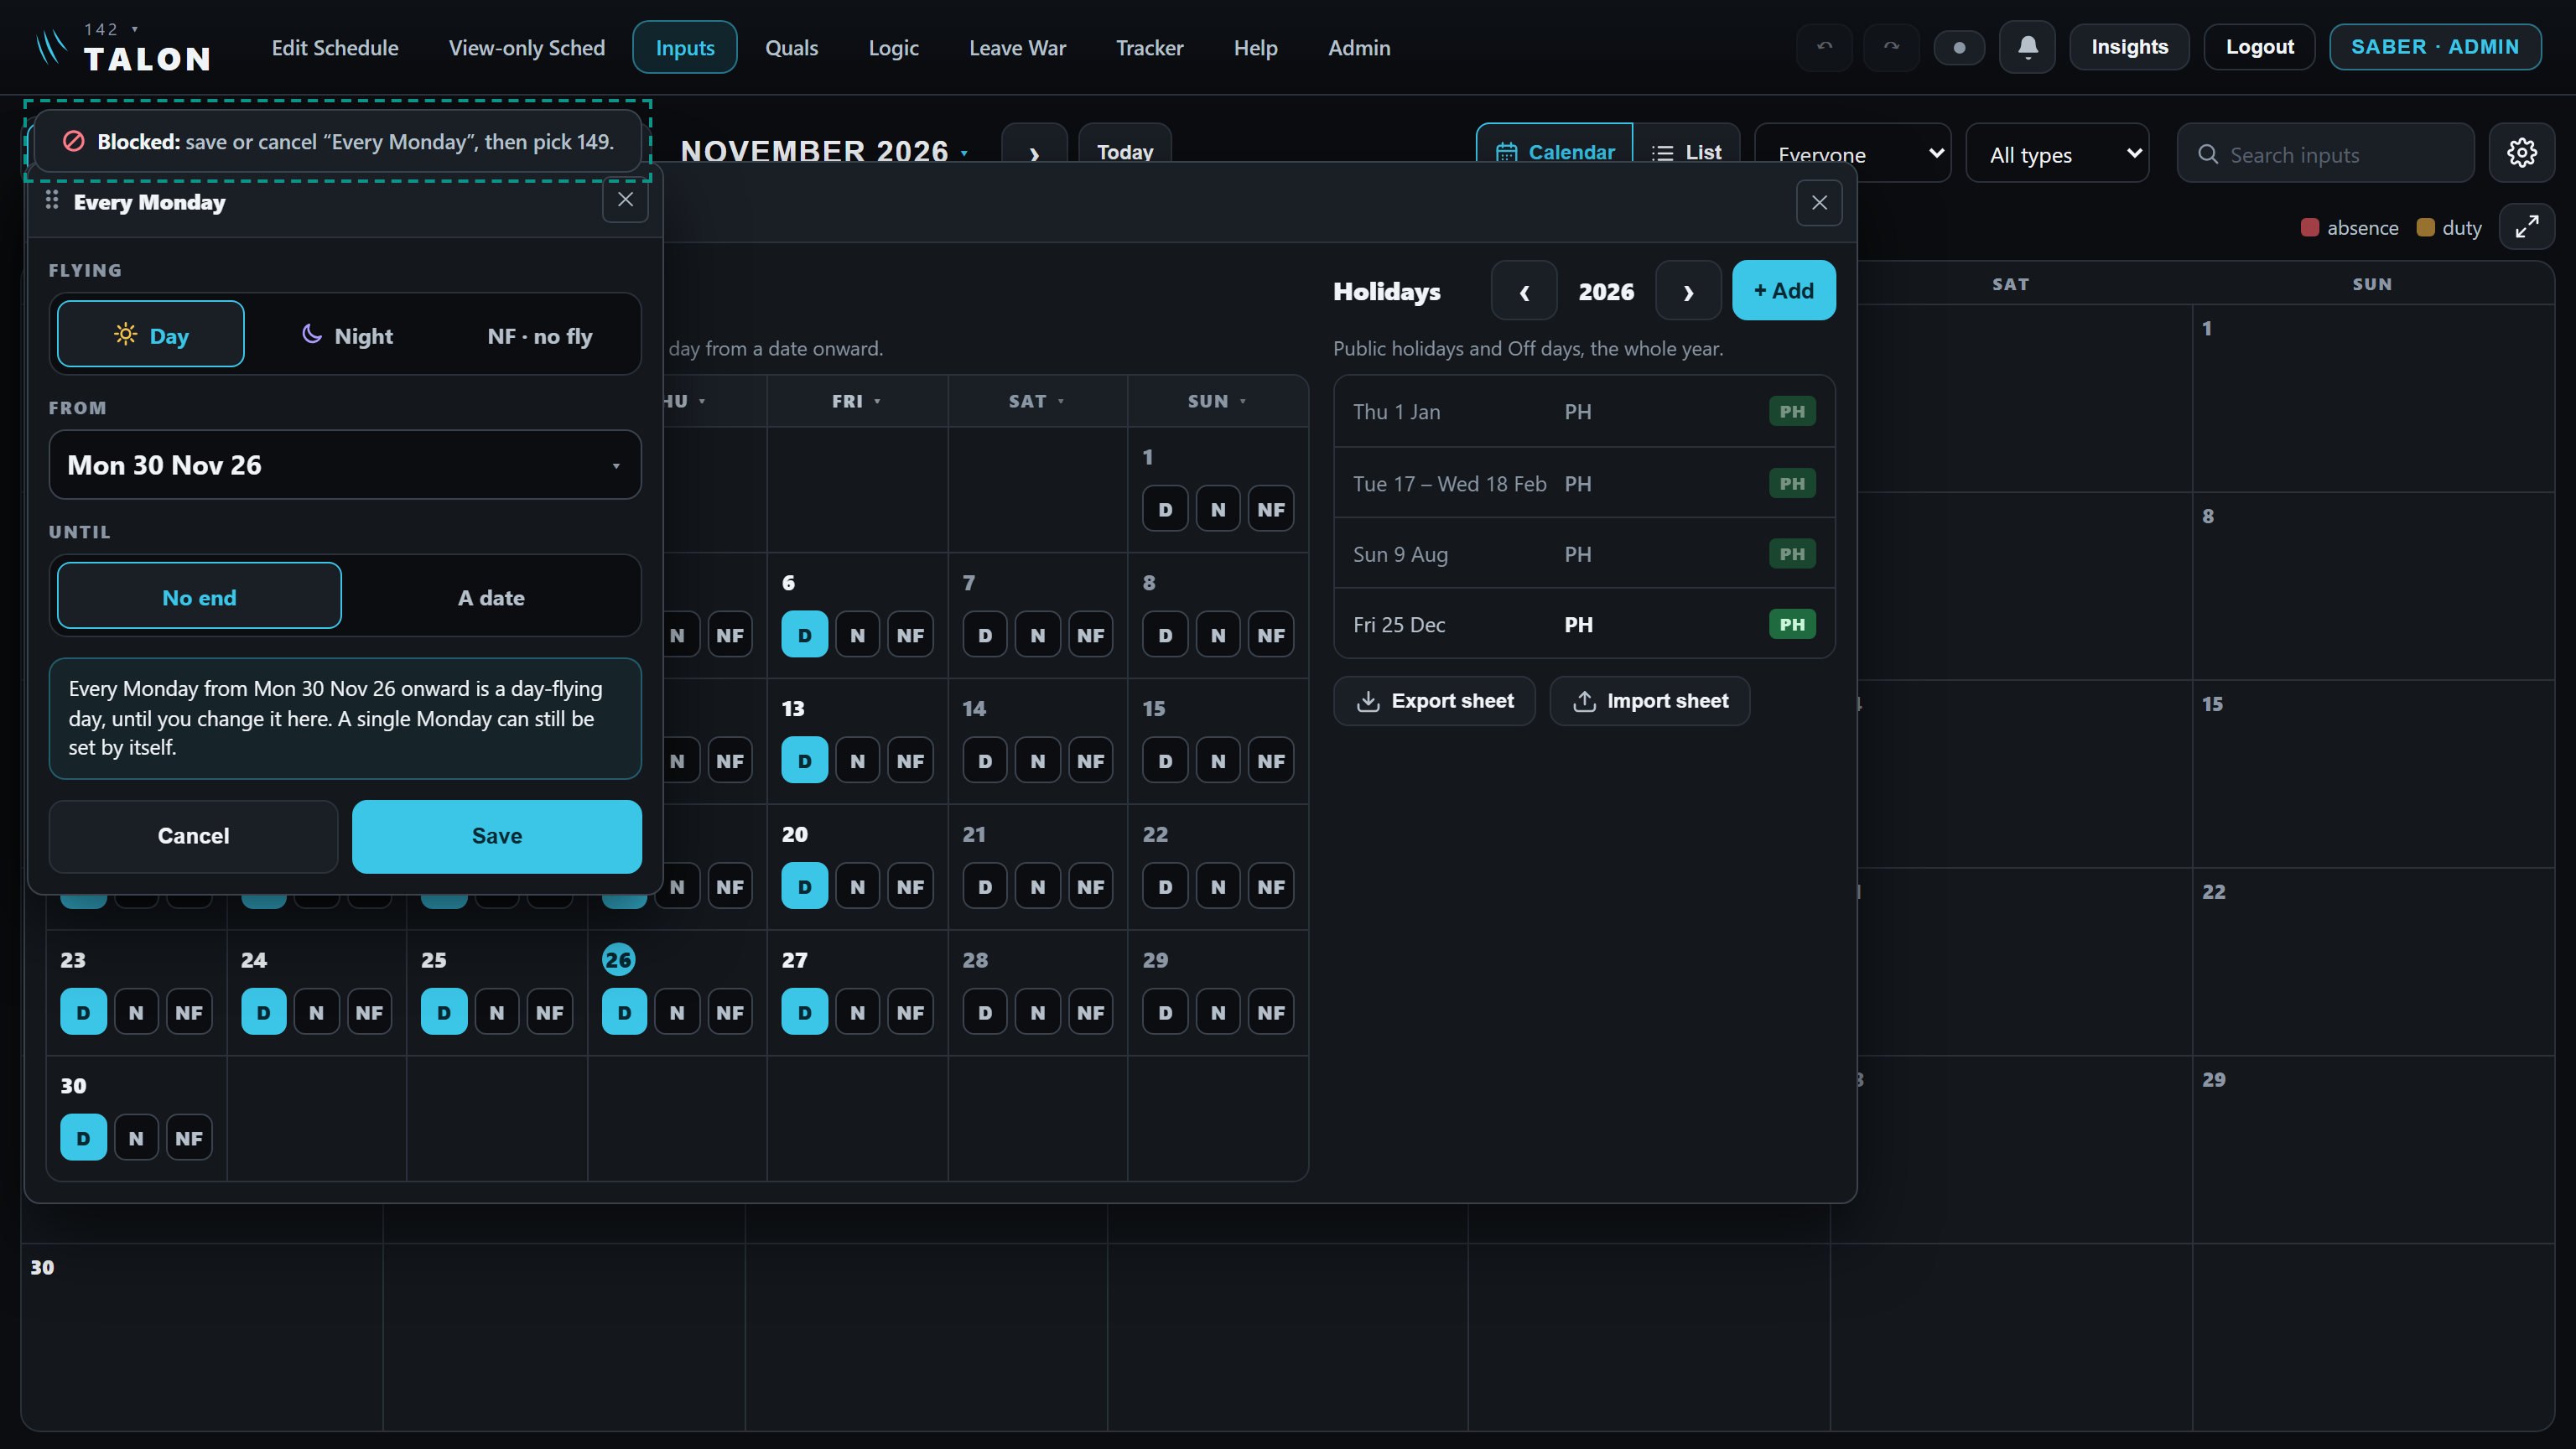 142 ▾
TALON
Edit Schedule
View-only Sched
Inputs
Quals
Logic
Leave War
Tracker
Help
Admin
Insights
Logout
SABER · ADMIN
Blocked: save or cancel “Every Monday”, then pick 149.
NOVEMBER 2026 ▾
›
Today
Calendar
List
Everyone
All types
Search inputs
absence
duty
Every Monday
FLYING
Day
Night
NF · no fly
FROM
Mon 30 Nov 26
UNTIL
No end
A date
Every Monday from Mon 30 Nov 26 onward is a day-flying
day, until you change it here. A single Monday can still be
set by itself.
Cancel
Save
day from a date onward.
HU ▾ FRI ▾ SAT ▾ SUN ▾
1
D N NF
6 7 8
N NF D N NF D N NF D N NF
13 14 15
N NF D N NF D N NF D N NF
20 21 22
N NF D N NF D N NF D N NF
23 24 25 26 27 28 29
D N NF D N NF D N NF D N NF D N NF D N NF D N NF
30
D N NF
Holidays
‹ 2026 ›
+ Add
Public holidays and Off days, the whole year.
Thu 1 Jan PH PH
Tue 17 – Wed 18 Feb PH PH
Sun 9 Aug PH PH
Fri 25 Dec PH PH
Export sheet
Import sheet
SAT SUN
1
8
15
22
29
30